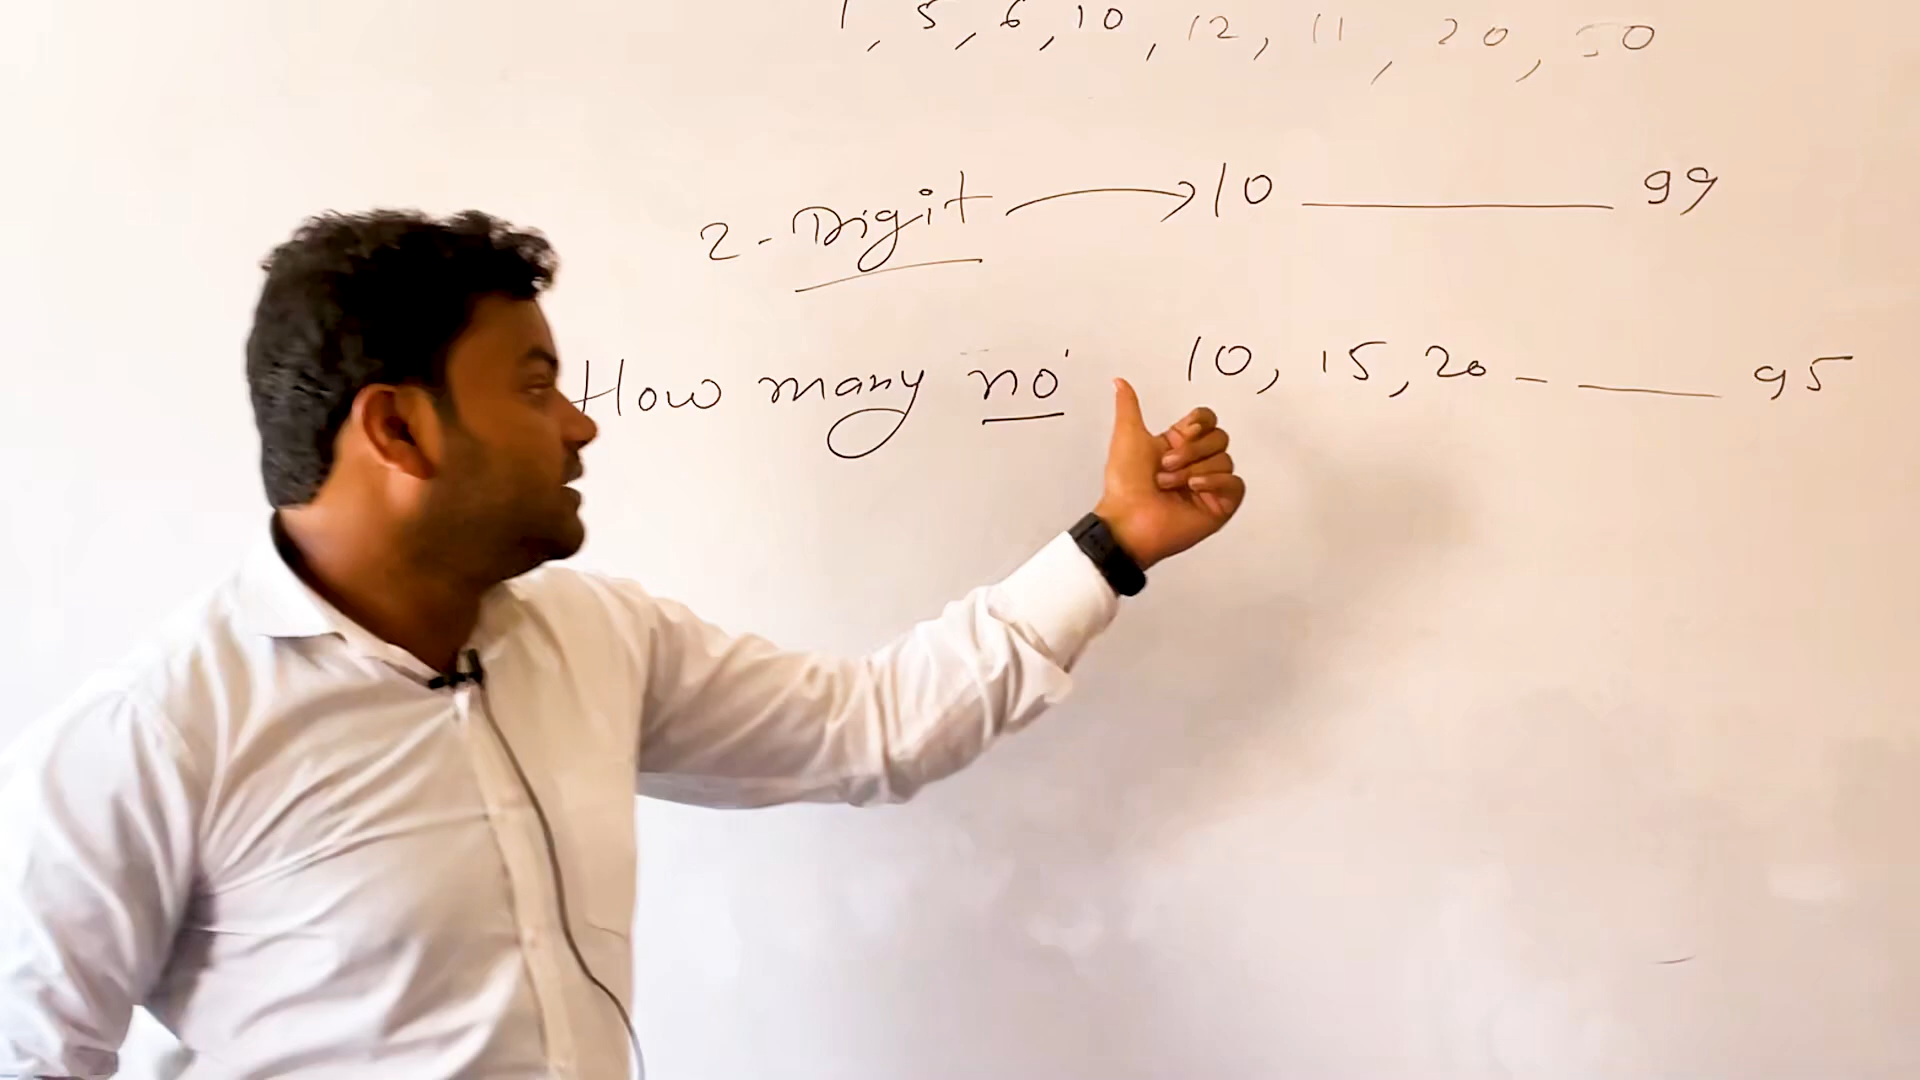 1, 5, 6, 10, 12, 11, 20, 50
2-Digit → 10 ——— 99
How many no. 10, 15, 20 - —— 95